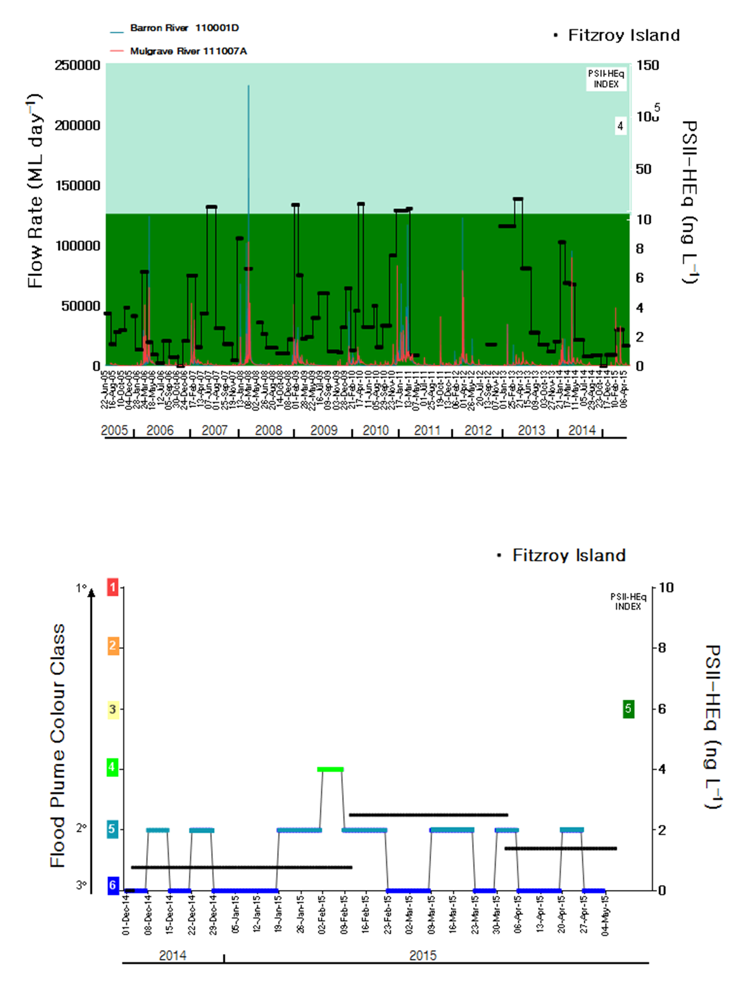 Barron River 110001D
Mulgrave River 111007A
Fitzroy Island
Flow Rate (ML day⁻¹)
250000
200000
150000
100000
50000
0
PSII-HEq
INDEX
5
4
150
100
50
10
8
6
4
2
0
PSII-HEq (ng L⁻¹)
22-Jun-05
16-Aug-05
10-Oct-05
04-Dec-05
28-Jan-06
24-Mar-06
18-May-06
12-Jul-06
05-Sep-06
30-Oct-06
24-Dec-06
17-Feb-07
13-Apr-07
07-Jun-07
01-Aug-07
25-Sep-07
19-Nov-07
13-Jan-08
08-Mar-08
02-May-08
26-Jun-08
20-Aug-08
14-Oct-08
08-Dec-08
01-Feb-09
28-Mar-09
22-May-09
16-Jul-09
09-Sep-09
03-Nov-09
28-Dec-09
21-Feb-10
17-Apr-10
11-Jun-10
05-Aug-10
29-Sep-10
23-Nov-10
17-Jan-11
13-Mar-11
07-May-11
01-Jul-11
25-Aug-11
19-Oct-11
13-Dec-11
06-Feb-12
01-Apr-12
26-May-12
20-Jul-12
13-Sep-12
07-Nov-12
01-Jan-13
25-Feb-13
21-Apr-13
15-Jun-13
09-Aug-13
03-Oct-13
27-Nov-13
21-Jan-14
17-Mar-14
11-May-14
05-Jul-14
29-Aug-14
23-Oct-14
17-Dec-14
10-Feb-15
06-Apr-15
2005 2006 2007 2008 2009 2010 2011 2012 2013 2014
Fitzroy Island
Flood Plume Colour Class
1°
2°
3°
1
2
3
4
5
6
PSII-HEq
INDEX
5
10
8
6
4
2
0
PSII-HEq (ng L⁻¹)
01-Dec-14
08-Dec-14
15-Dec-14
22-Dec-14
29-Dec-14
05-Jan-15
12-Jan-15
19-Jan-15
26-Jan-15
02-Feb-15
09-Feb-15
16-Feb-15
23-Feb-15
02-Mar-15
09-Mar-15
16-Mar-15
23-Mar-15
30-Mar-15
06-Apr-15
13-Apr-15
20-Apr-15
27-Apr-15
04-May-15
2014 2015